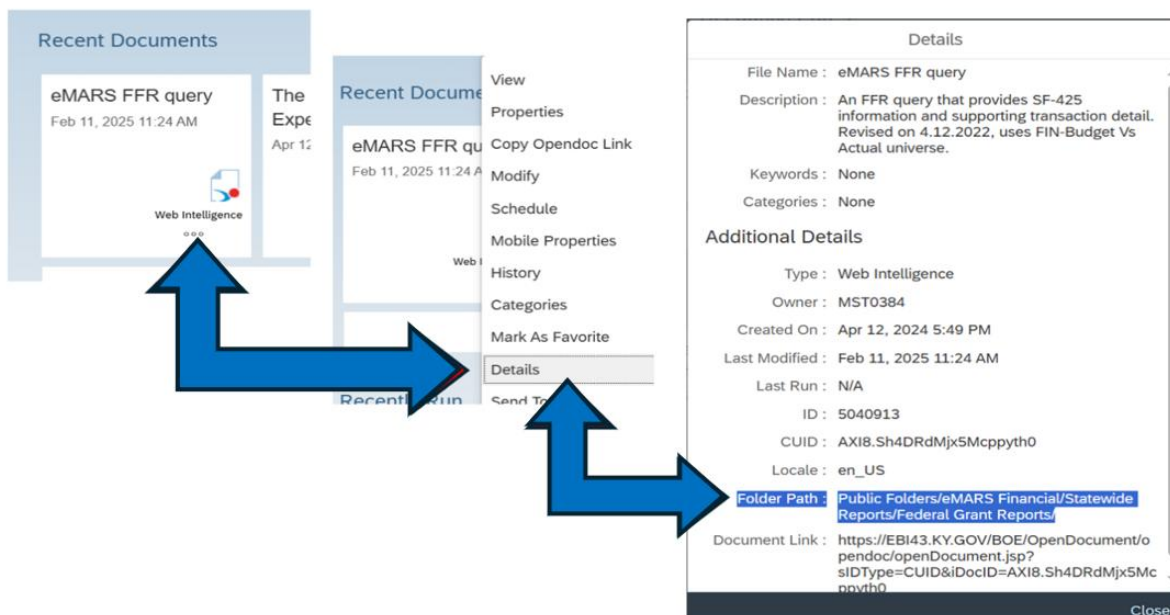 Recent Documents
eMARS FFR query
Feb 11, 2025 11:24 AM
Web Intelligence
The
Expe
Apr 12
Recent Docume
eMARS FFR qu
Feb 11, 2025 11:24 A
Web I
Recently Run
View
Properties
Copy Opendoc Link
Modify
Schedule
Mobile Properties
History
Categories
Mark As Favorite
Details
Send To
Details
File Name : eMARS FFR query
Description : An FFR query that provides SF-425
information and supporting transaction detail.
Revised on 4.12.2022, uses FIN-Budget Vs
Actual universe.
Keywords : None
Categories : None
Additional Details
Type : Web Intelligence
Owner : MST0384
Created On : Apr 12, 2024 5:49 PM
Last Modified : Feb 11, 2025 11:24 AM
Last Run : N/A
ID : 5040913
CUID : AXI8.Sh4DRdMjx5Mcppyth0
Locale : en_US
Folder Path : Public Folders/eMARS Financial/Statewide
Reports/Federal Grant Reports/
Document Link : https://EBI43.KY.GOV/BOE/OpenDocument/o
pendoc/openDocument.jsp?
sIDType=CUID&iDocID=AXI8.Sh4DRdMjx5Mc
ppyth0
Close